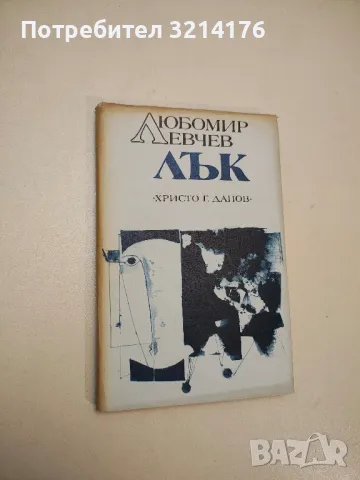 Потребител 3214176
ЛЮБОМИР
ЛЕВЧЕВ
ЛЪК
·ХРИСТО Г. ДАНОВ·
BAZAR